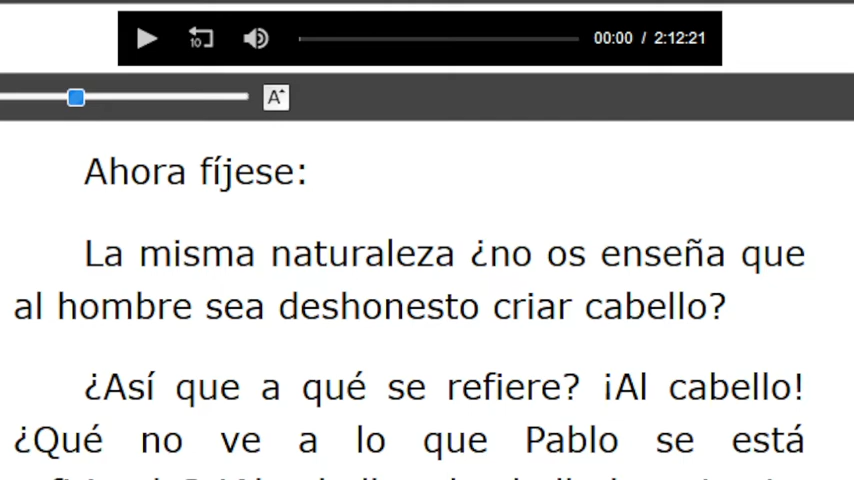 10 00:00 / 2:12:21
A+
Ahora fíjese:
La misma naturaleza ¿no os enseña que
al hombre sea deshonesto criar cabello?
¿Así que a qué se refiere? ¡Al cabello!
¿Qué no ve a lo que Pablo se está